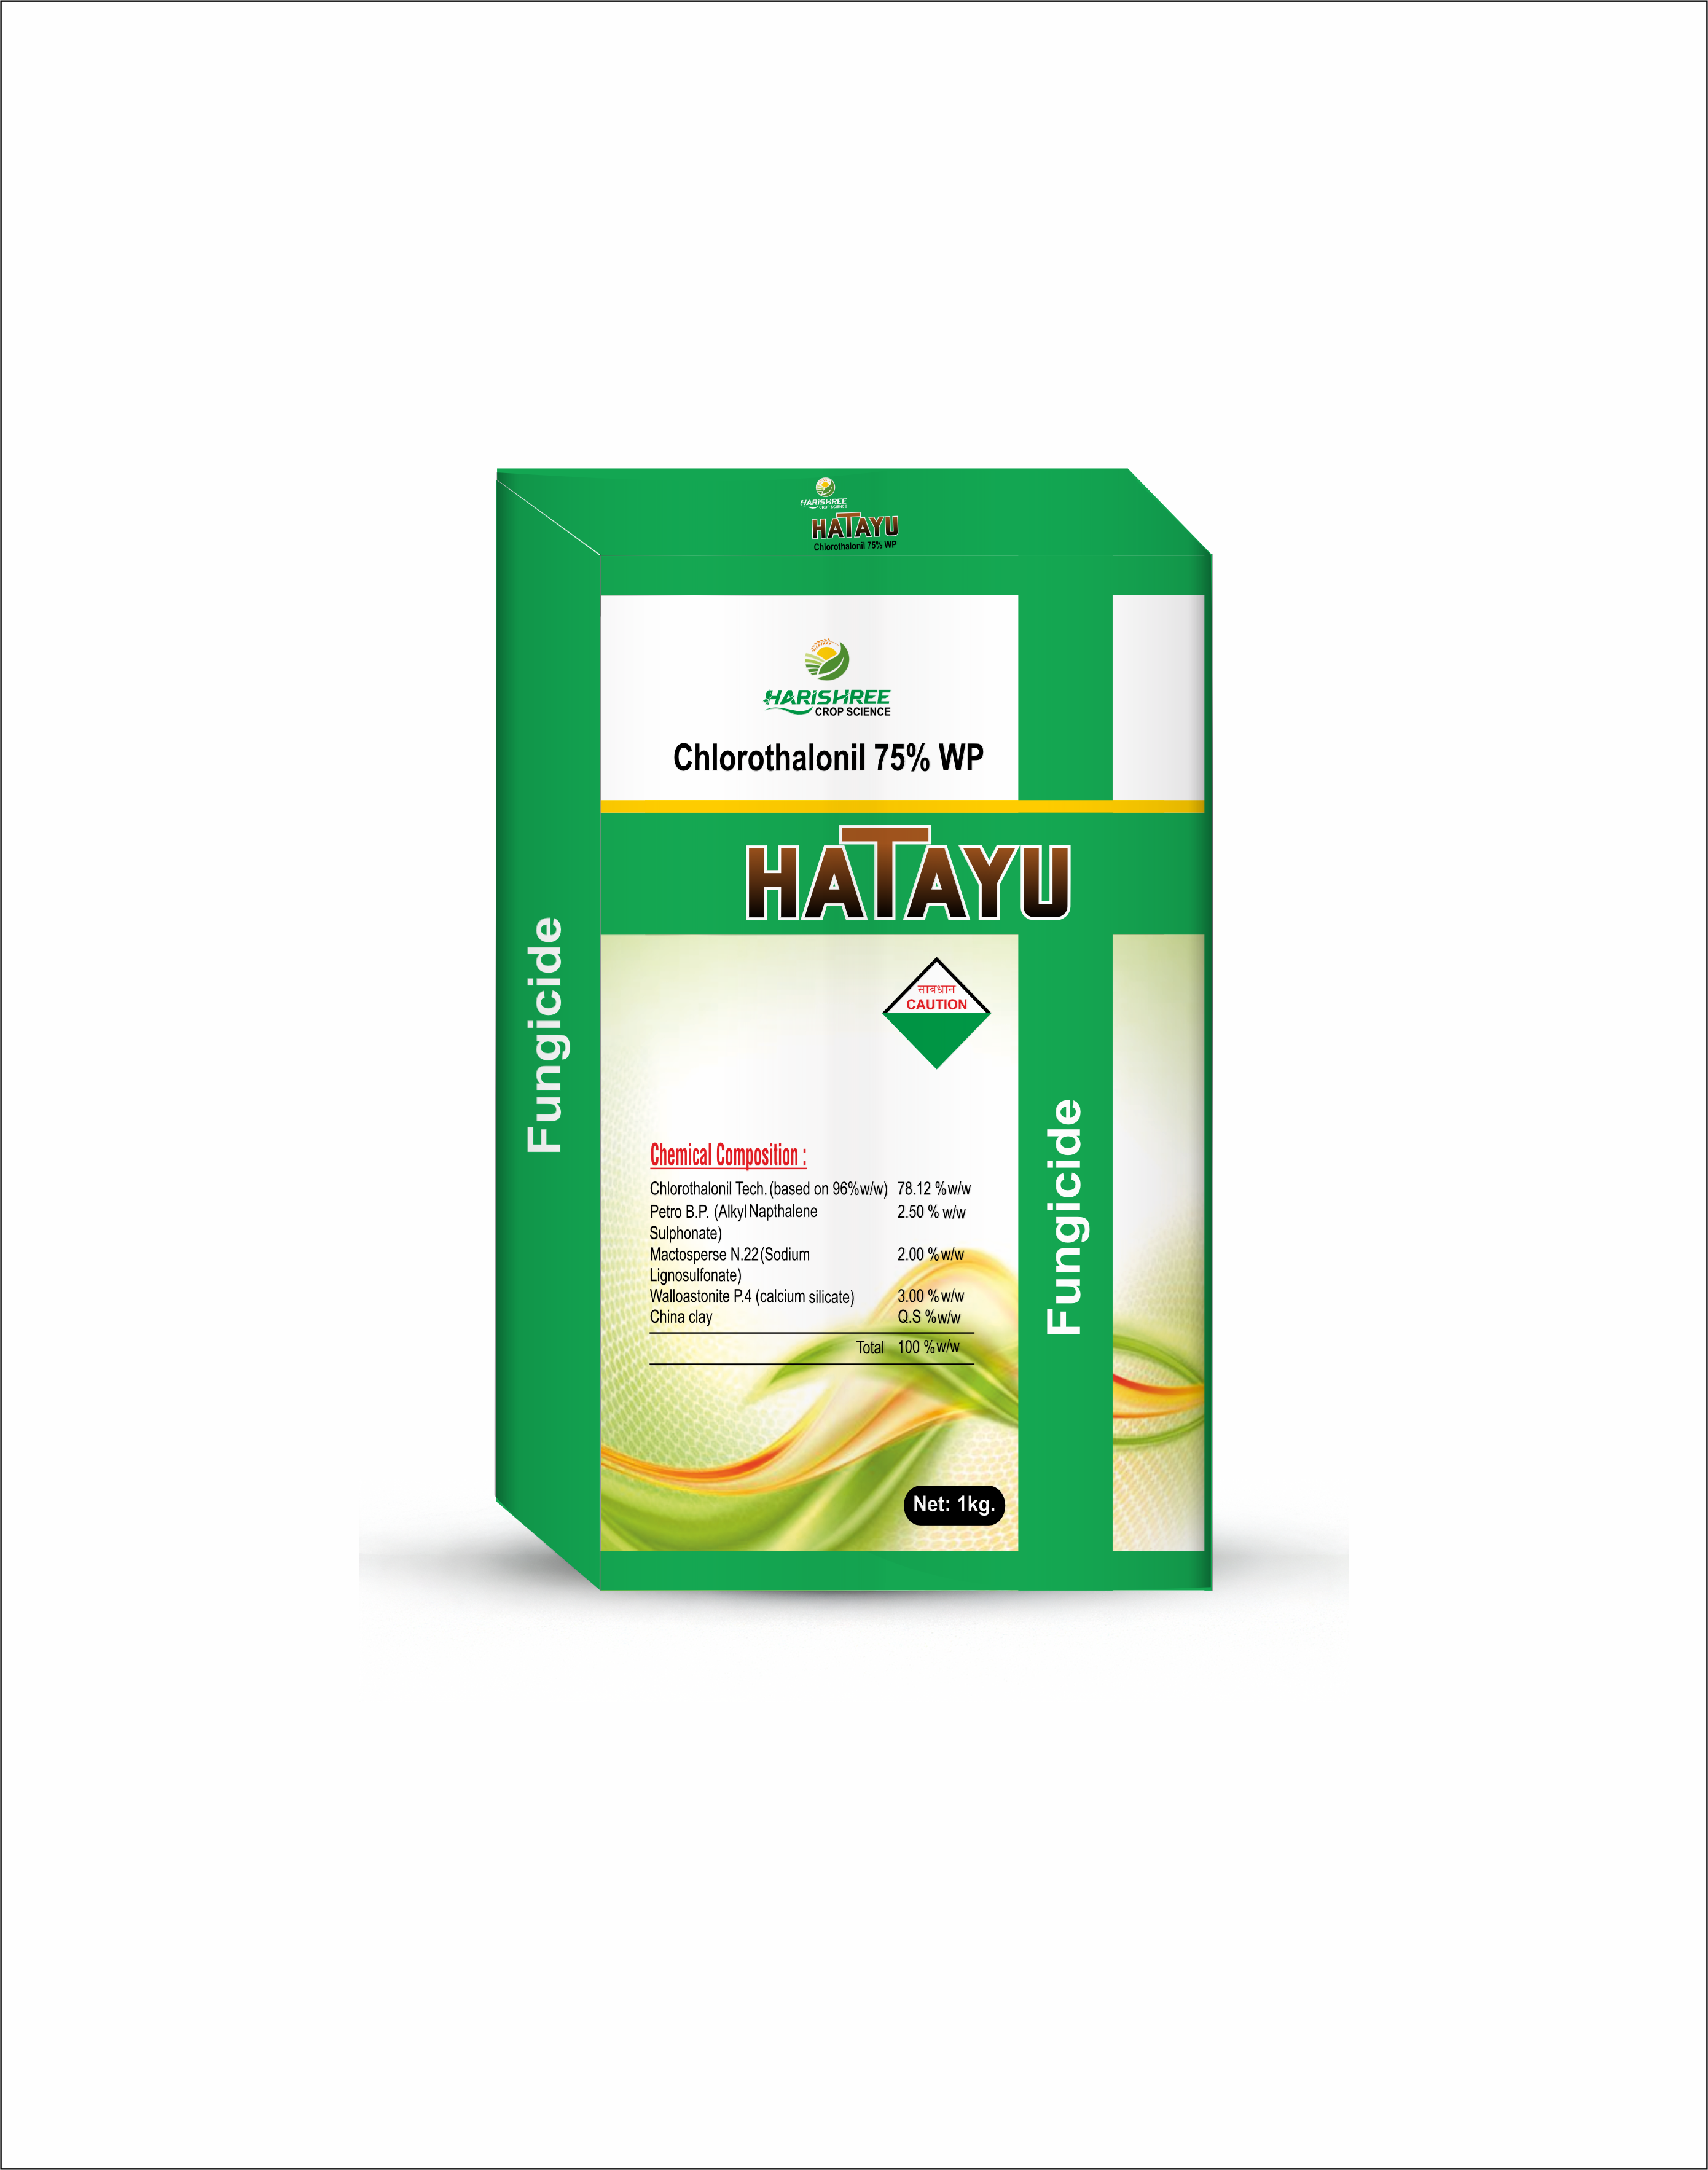 HARISHREE
CROP SCIENCE
HATAYU
Chlorothalonil 75% WP
HARISHREE
CROP SCIENCE
Chlorothalonil 75% WP
HATAYU
सावधान
CAUTION
Fungicide
Chemical Composition :
Chlorothalonil Tech. (based on 96%w/w) 78.12 %w/w
Petro B.P. (Alkyl Napthalene 2.50 % w/w
Sulphonate)
Mactosperse N.22 (Sodium 2.00 %w/w
Lignosulfonate)
Walloastonite P.4 (calcium silicate) 3.00 %w/w
China clay Q.S %w/w
Total 100 %w/w
Fungicide
Net: 1kg.